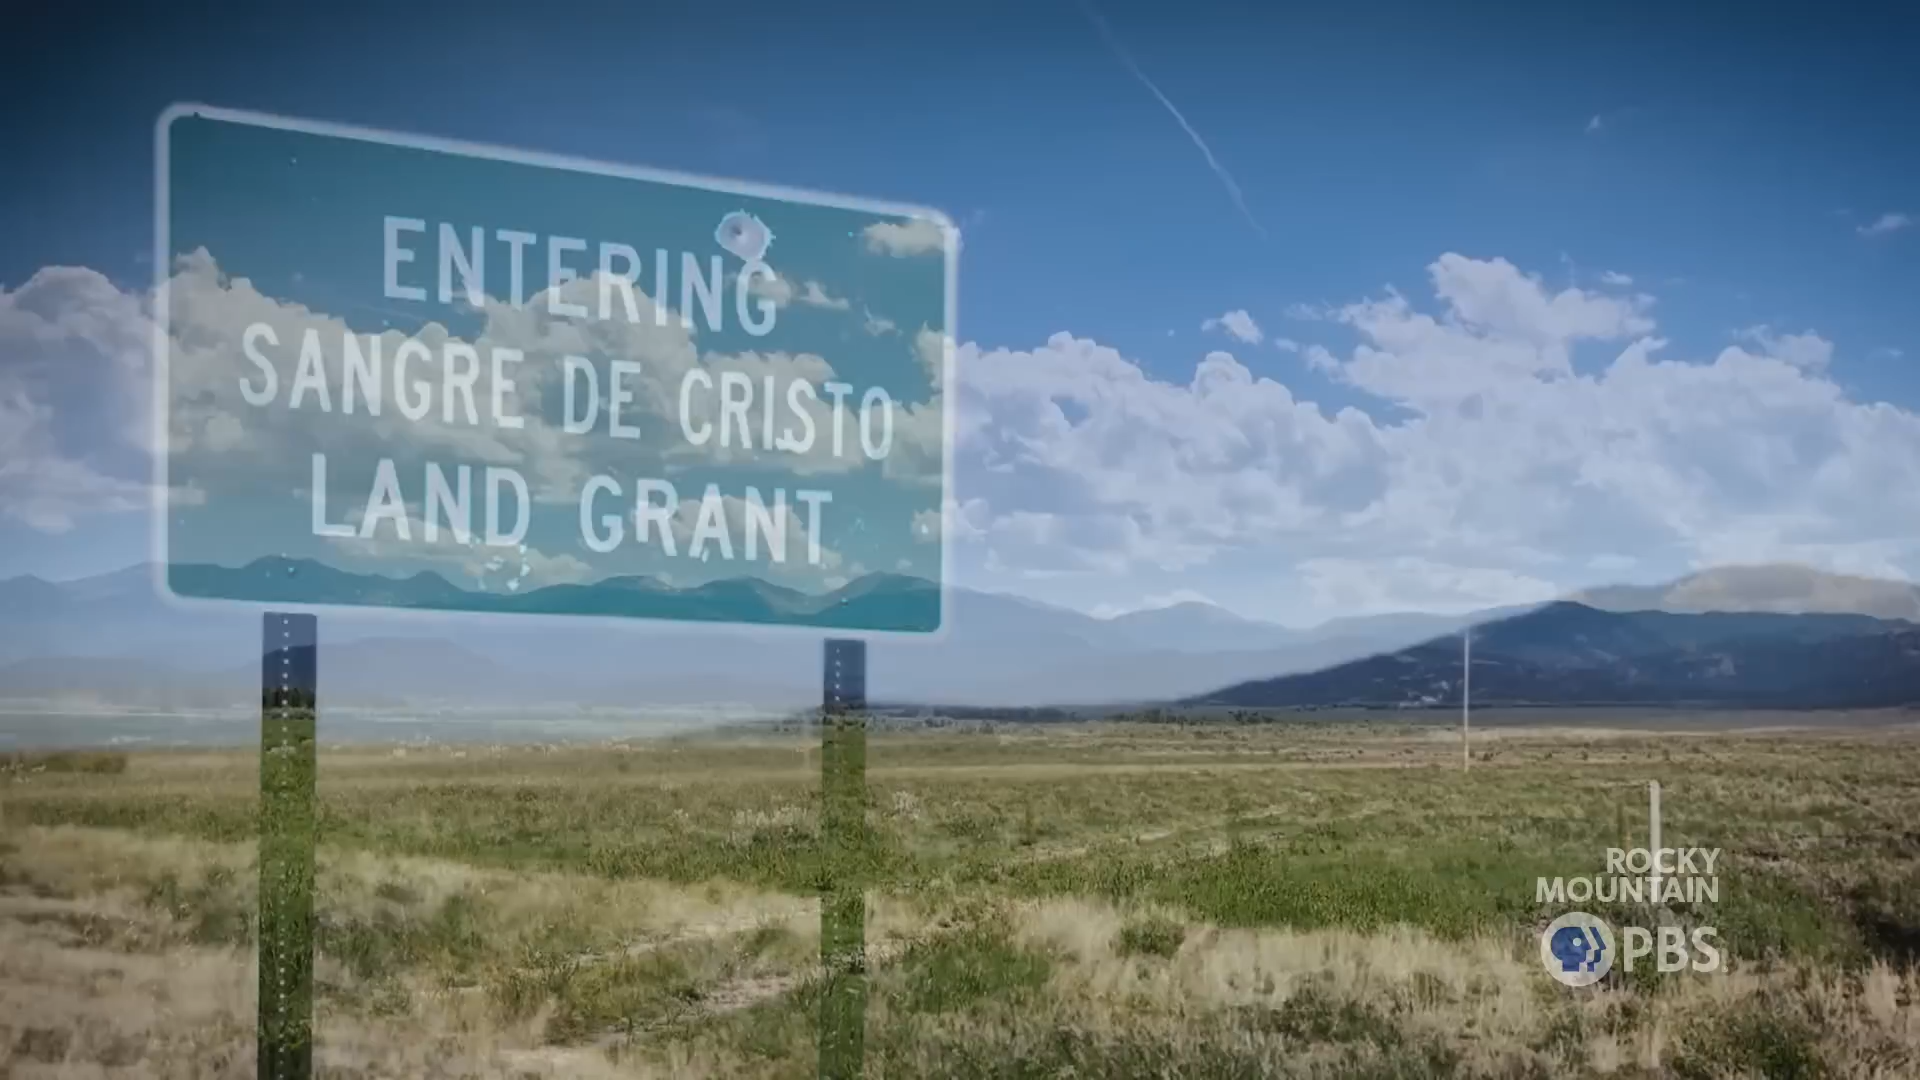 ENTERING
SANGRE DE CRISTO
LAND GRANT
ROCKY
MOUNTAIN
PBS